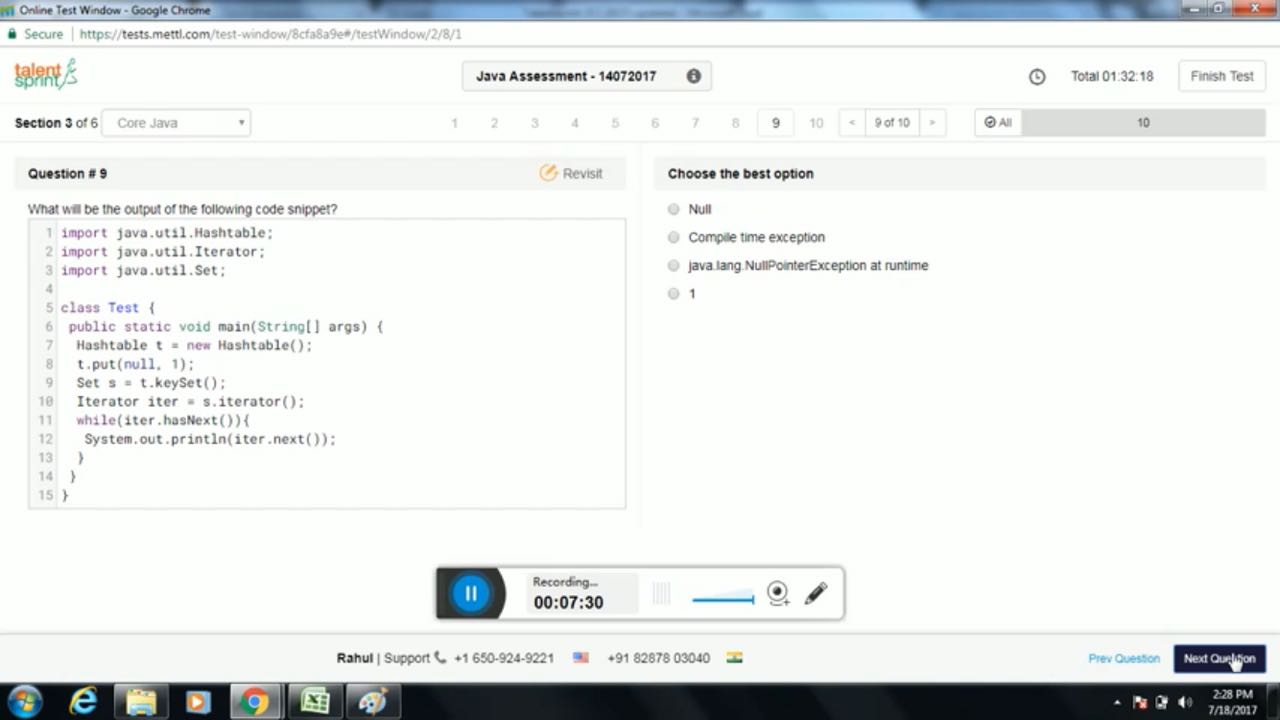 Online Test Window - Google Chrome
Secure | https://tests.mettl.com/test-window/8cfa8a9e#/testWindow/2/8/1
talent sprint
Java Assessment - 14072017
Total 01:32:18
Finish Test
Section 3 of 6
Core Java
1 2 3 4 5 6 7 8 9 10 < 9 of 10 >
All
10
Question # 9
Revisit
Choose the best option
What will be the output of the following code snippet?
1 import java.util.Hashtable;
2 import java.util.Iterator;
3 import java.util.Set;
4
5 class Test {
6 public static void main(String[] args) {
7 Hashtable t = new Hashtable();
8 t.put(null, 1);
9 Set s = t.keySet();
10 Iterator iter = s.iterator();
11 while(iter.hasNext()){
12 System.out.println(iter.next());
13 }
14 }
15 }
Null
Compile time exception
java.lang.NullPointerException at runtime
1
Recording...
00:07:30
Rahul | Support +1 650-924-9221 +91 82878 03040
Prev Question
Next Question
2:28 PM
7/18/2017